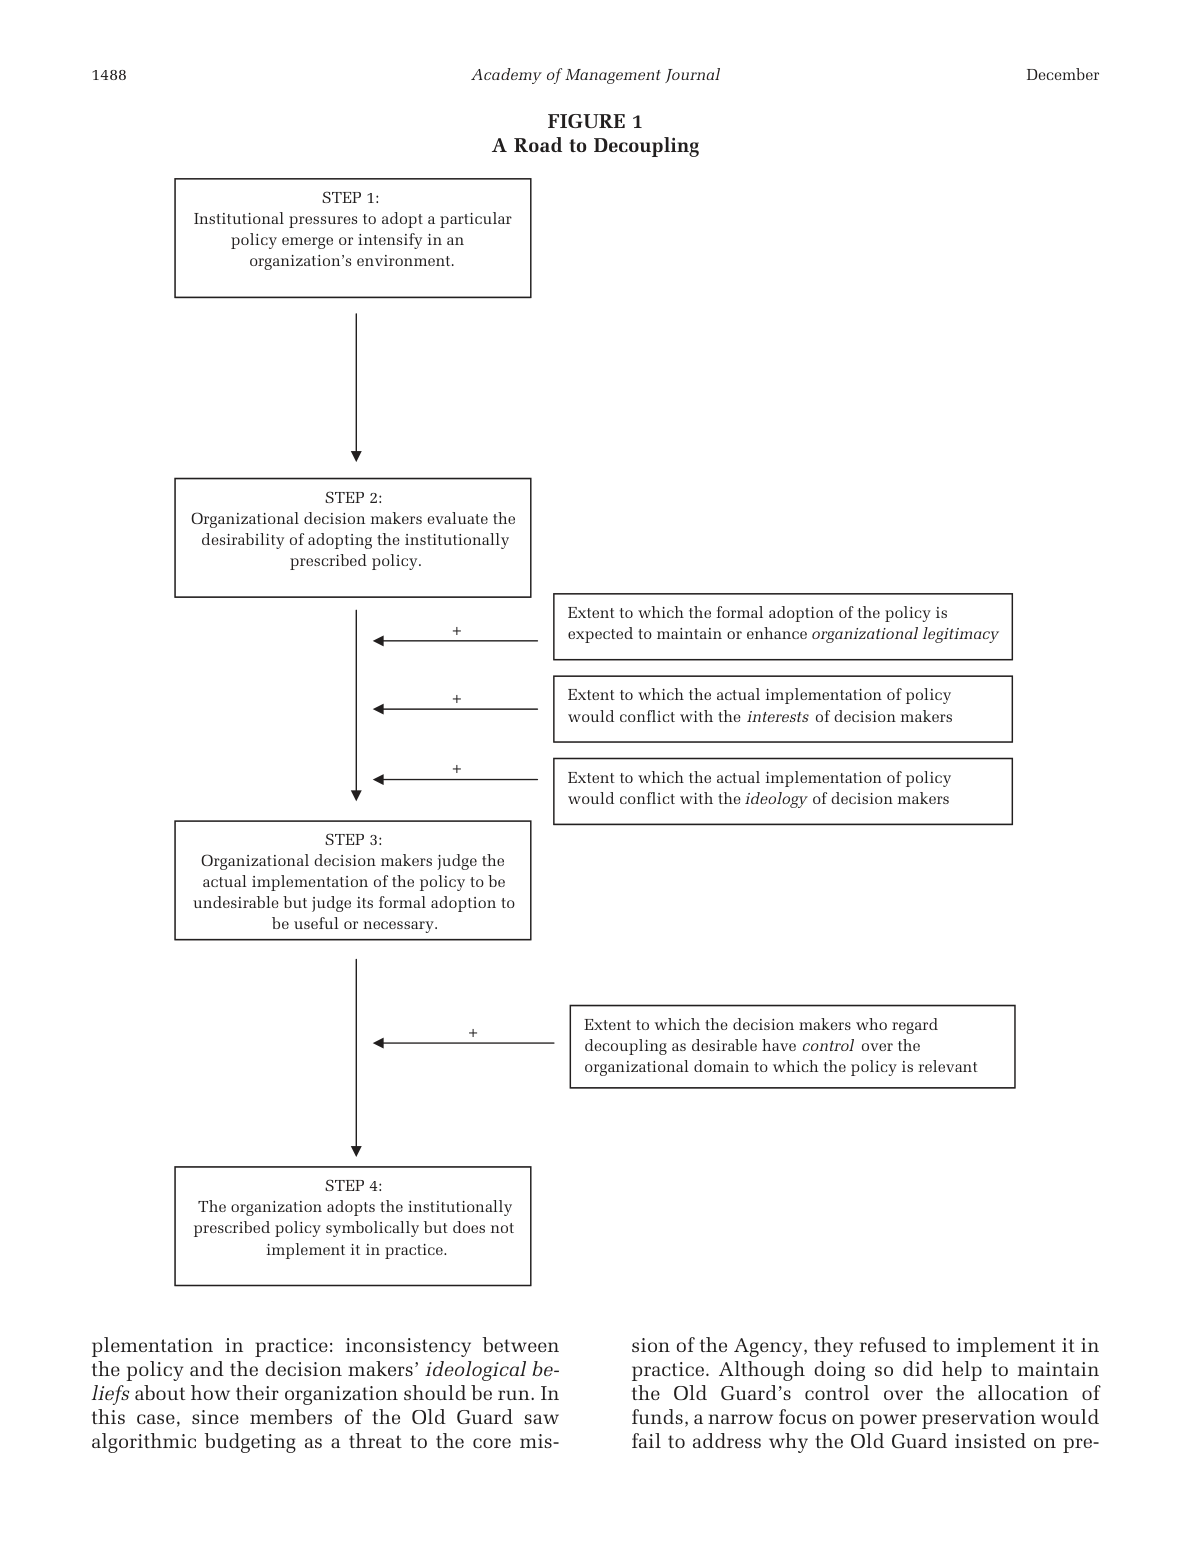 1488
Academy of Management Journal
December
FIGURE 1
A Road to Decoupling
STEP 1:
Institutional pressures to adopt a particular
policy emerge or intensify in an
organization's environment.
STEP 2:
Organizational decision makers evaluate the
desirability of adopting the institutionally
prescribed policy.
Extent to which the formal adoption of the policy is
expected to maintain or enhance organizational legitimacy
+
Extent to which the actual implementation of policy
would conflict with the interests of decision makers
+
Extent to which the actual implementation of policy
would conflict with the ideology of decision makers
+
STEP 3:
Organizational decision makers judge the
actual implementation of the policy to be
undesirable but judge its formal adoption to
be useful or necessary.
Extent to which the decision makers who regard
decoupling as desirable have control over the
organizational domain to which the policy is relevant
+
STEP 4:
The organization adopts the institutionally
prescribed policy symbolically but does not
implement it in practice.
plementation in practice: inconsistency between
the policy and the decision makers' ideological be-
liefs about how their organization should be run. In
this case, since members of the Old Guard saw
algorithmic budgeting as a threat to the core mis-
sion of the Agency, they refused to implement it in
practice. Although doing so did help to maintain
the Old Guard's control over the allocation of
funds, a narrow focus on power preservation would
fail to address why the Old Guard insisted on pre-